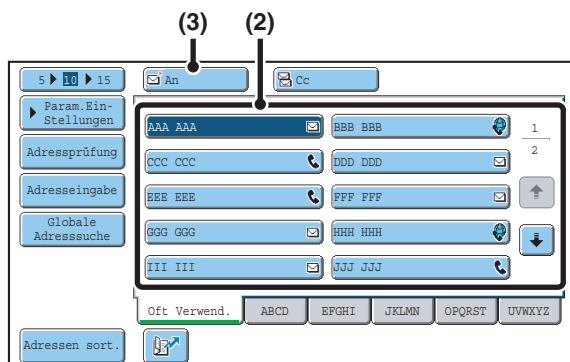 (3) (2)
5 10 15 An Cc
Param.Ein-
Stellungen
Adressprüfung
Adresseingabe
Globale
Adresssuche
AAA AAA BBB BBB
CCC CCC DDD DDD
EEE EEE FFF FFF
GGG GGG HHH HHH
III III JJJ JJJ
1
2
Oft Verwend. ABCD EFGHI JKLMN OPQRST UVWXYZ
Adressen sort.